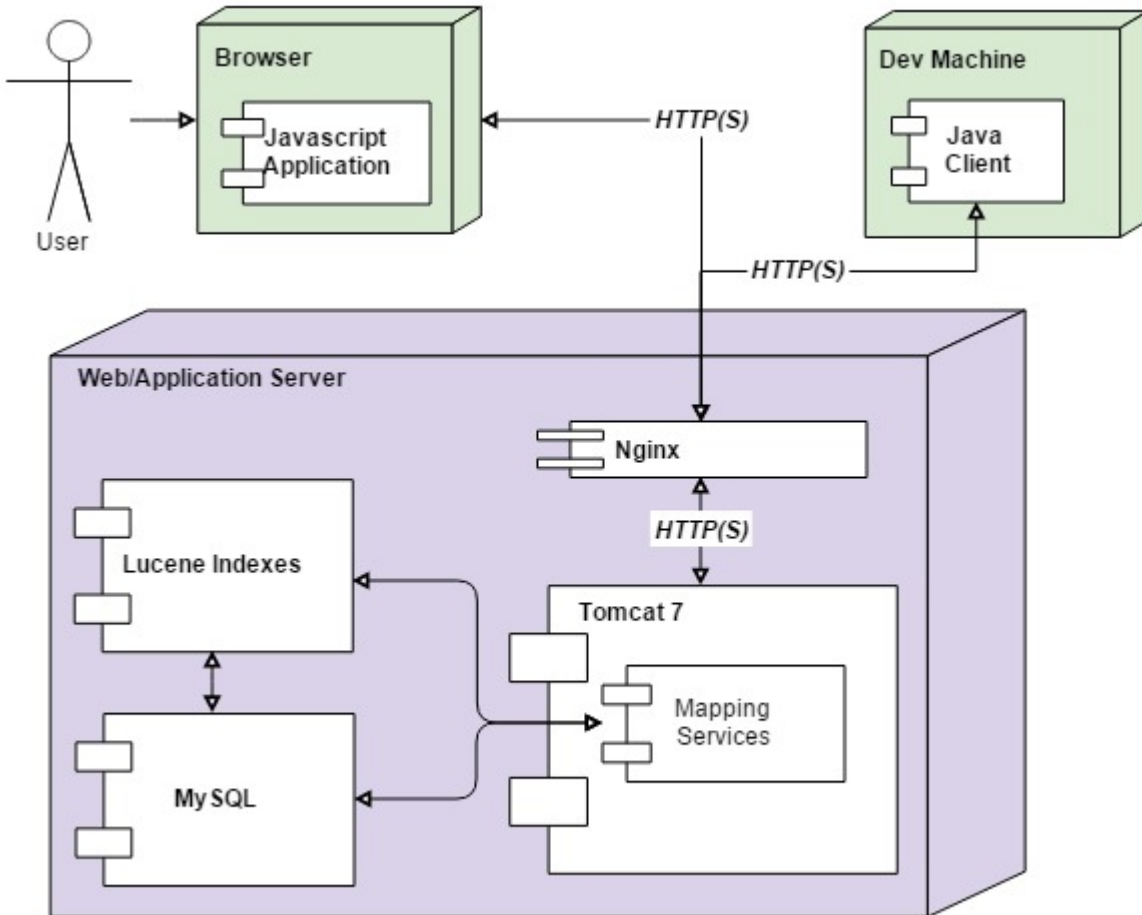 Browser
Javascript
Application
User
HTTP(S)
Dev Machine
Java
Client
HTTP(S)
Web/Application Server
Nginx
HTTP(S)
Lucene Indexes
Tomcat 7
Mapping
Services
MySQL